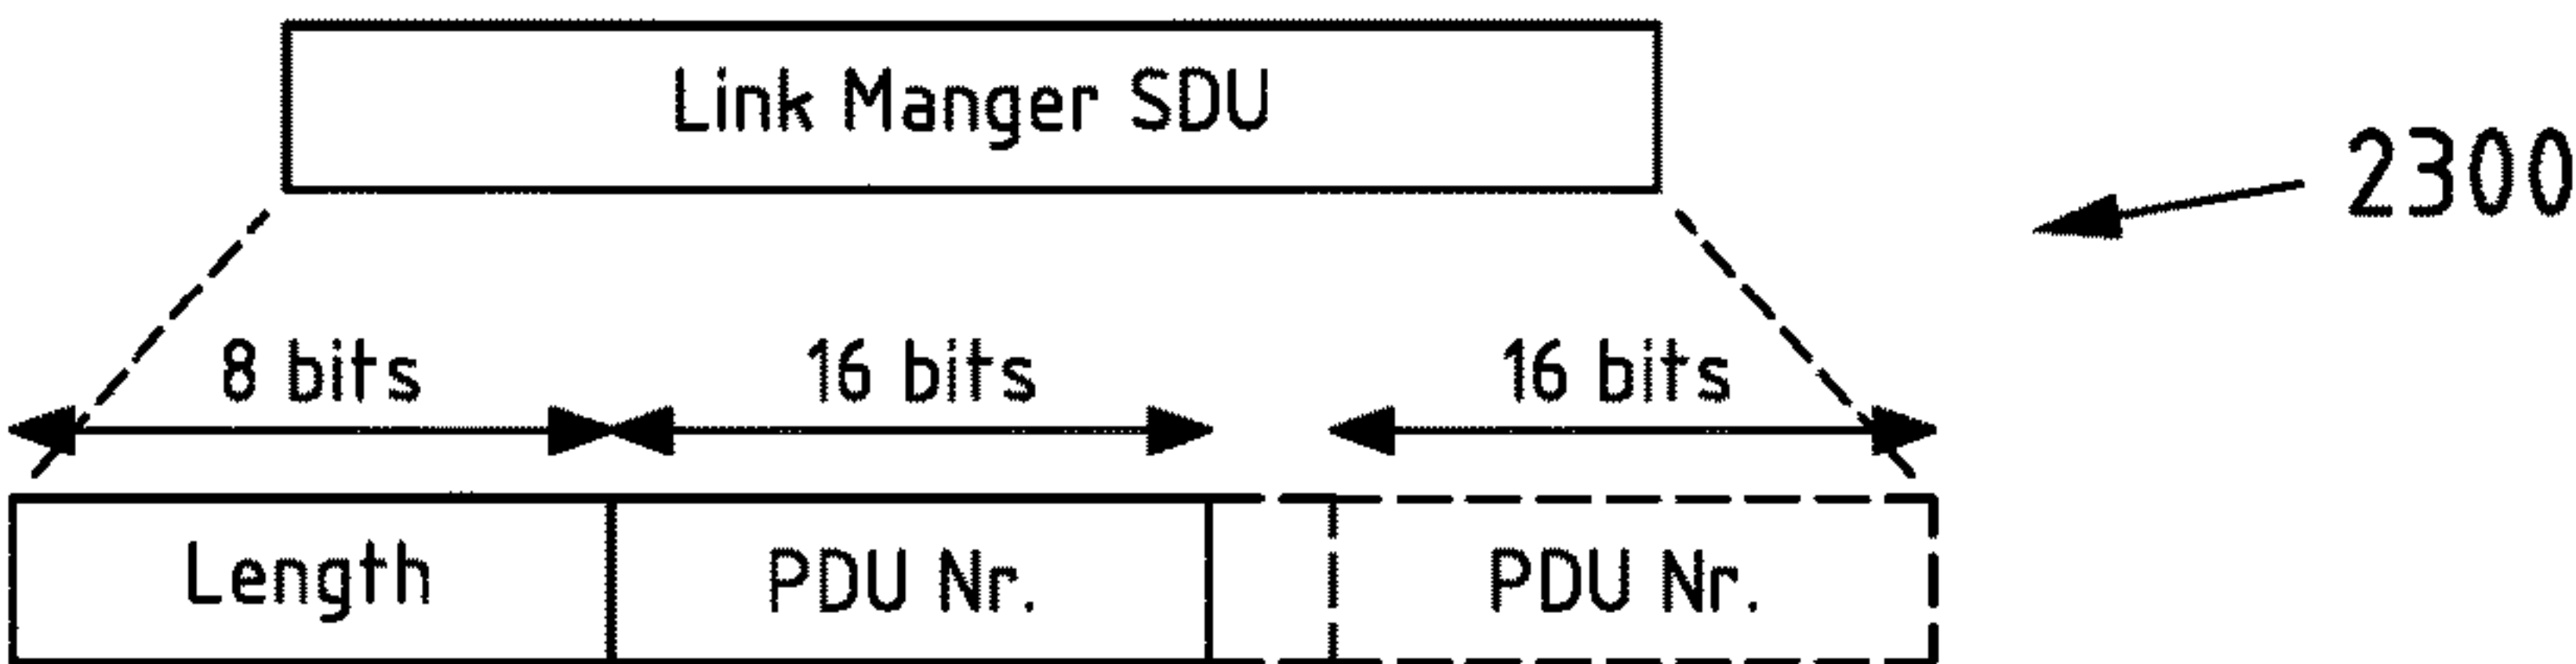 Link Manger SDU
2300
8 bits 16 bits 16 bits
Length PDU Nr. PDU Nr.